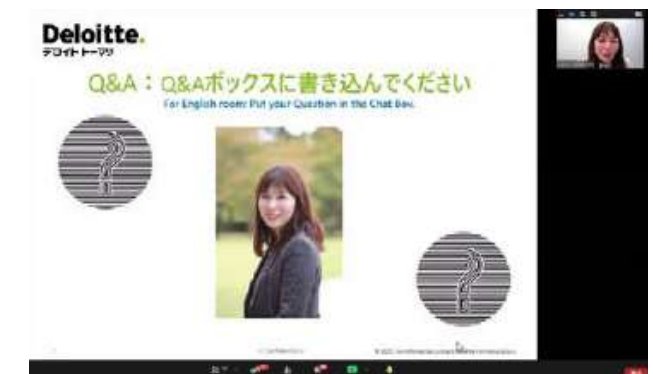 Deloitte.
デロイト トーマツ
Q&A：Q&Aボックスに書き込んでください
For English room: Put your Question in the Chat Box.
?
?